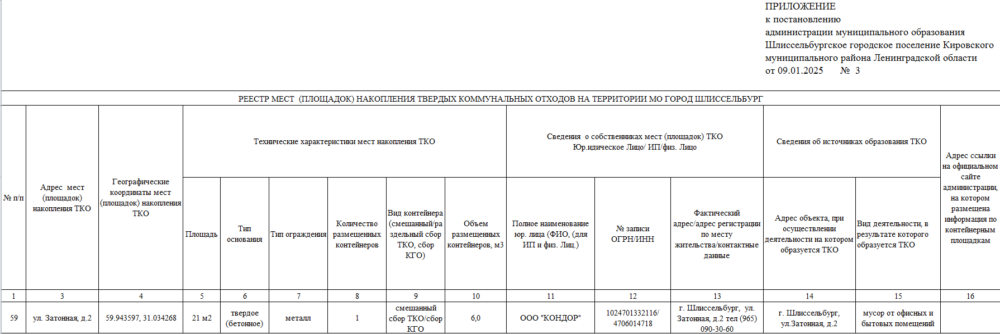 ПРИЛОЖЕНИЕ
к постановлению
администрации муниципального образования
Шлиссельбургское городское поселение Кировского
муниципального района Ленинградской области
от 09.01.2025 № 3
РЕЕСТР МЕСТ (ПЛОЩАДОК) НАКОПЛЕНИЯ ТВЕРДЫХ КОММУНАЛЬНЫХ ОТХОДОВ НА ТЕРРИТОРИИ МО ГОРОД ШЛИССЕЛЬБУРГ
№ п/п
Адрес мест
(площадок)
накопления ТКО
Географические
координаты мест
(площадок) накопления
ТКО
Технические характеристики мест накопления ТКО
Площадь
Тип
основания
Тип ограждения
Количество
размещенных
контейнеров
Вид контейнера
(смешанный/ра
здельный сбор
ТКО, сбор
КГО)
Объем
размещенных
контейнеров, м3
Сведения о собственниках мест (площадок) ТКО
Юр.идическое Лицо/ ИП/физ. Лицо
Полное наименование
юр. лица (ФИО, (для
ИП и физ. Лиц.)
№ записи
ОГРН/ИНН
Фактический
адрес/адрес регистрации
по месту
жительства/контактные
данные
Сведения об источниках образования ТКО
Адрес объекта, при
осуществлении
деятельности на котором
образуется ТКО
Вид деятельности, в
результате которого
образуется ТКО
Адрес ссылки
на официальном
сайте
администрации,
на котором
размещена
информация по
контейнерным
площадкам
1 3 4 5 6 7 8 9 10 11 12 13 14 15 16
59
ул. Затонная, д.2
59.943597, 31.034268
21 м2
твердое
(бетонное)
металл
1
смешанный
сбор ТКО/сбор
КГО
6,0
ООО "КОНДОР"
1024701332116/
4706014718
г. Шлиссельбург, ул.
Затонная, д.2 тел (965)
090-30-60
г. Шлиссельбург,
ул.Затонная, д.2
мусор от офисных и
бытовых помещений